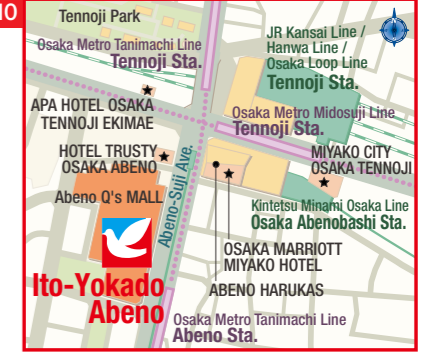 10
Tennoji Park
Osaka Metro Tanimachi Line
Tennoji Sta.
JR Kansai Line /
Hanwa Line /
Osaka Loop Line
Tennoji Sta.
APA HOTEL OSAKA
TENNOJI EKIMAE
Osaka Metro Midosuji Line
Tennoji Sta.
HOTEL TRUSTY
OSAKA ABENO
MIYAKO CITY
OSAKA TENNOJI
Abeno Q's MALL
Abeno-Suji Ave.
Kintetsu Minami Osaka Line
Osaka Abenobashi Sta.
OSAKA MARRIOTT
MIYAKO HOTEL
ABENO HARUKAS
Ito-Yokado
Abeno
Osaka Metro Tanimachi Line
Abeno Sta.